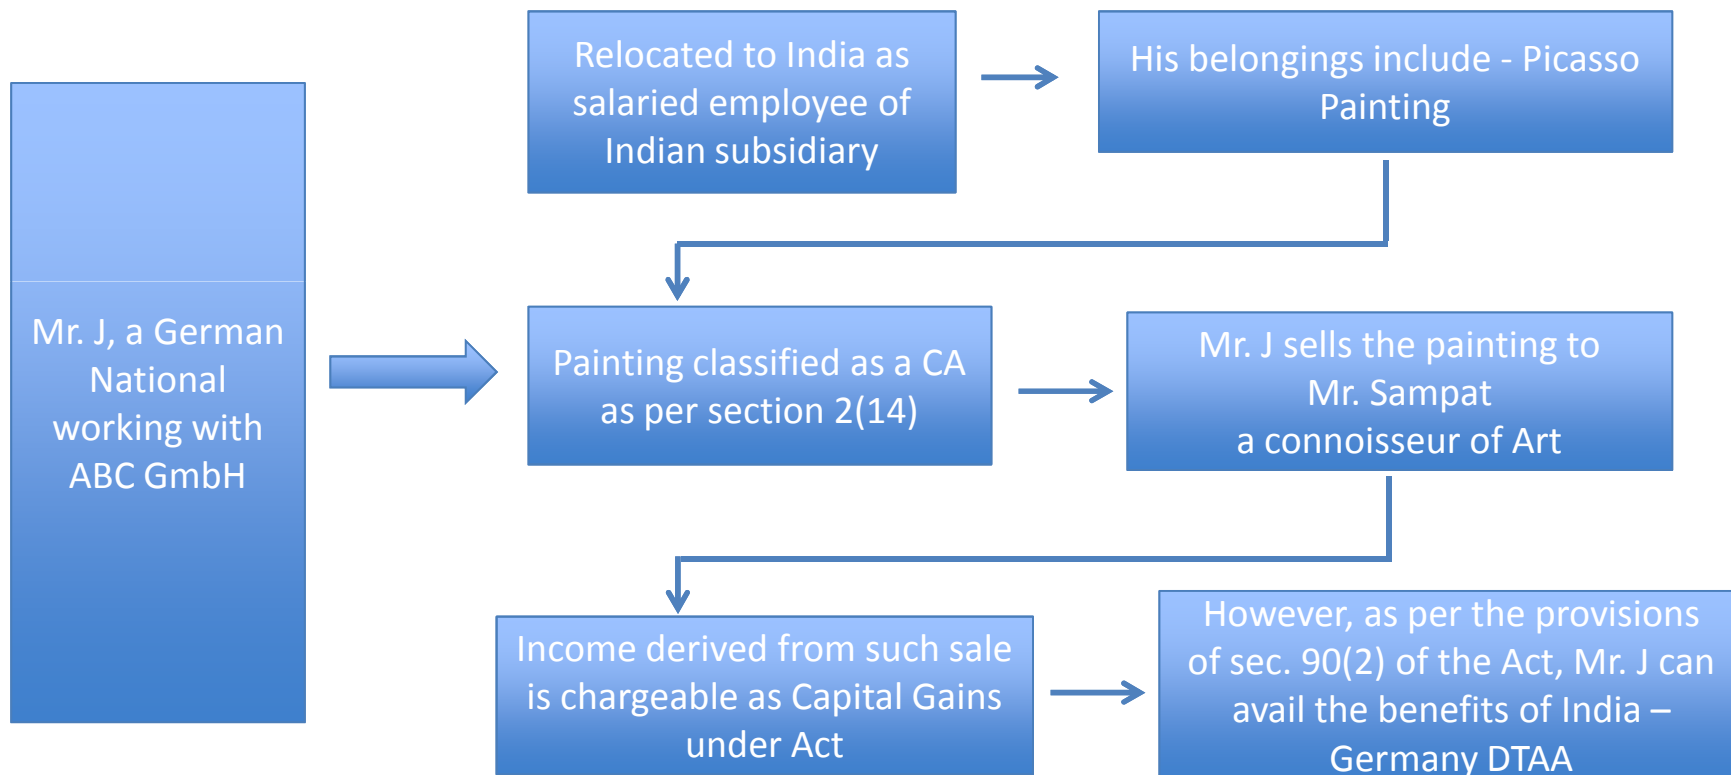 Mr. J, a German
National
working with
ABC GmbH
Relocated to India as
salaried employee of
Indian subsidiary
His belongings include - Picasso
Painting
Painting classified as a CA
as per section 2(14)
Mr. J sells the painting to
Mr. Sampat
a connoisseur of Art
Income derived from such sale
is chargeable as Capital Gains
under Act
However, as per the provisions
of sec. 90(2) of the Act, Mr. J can
avail the benefits of India –
Germany DTAA